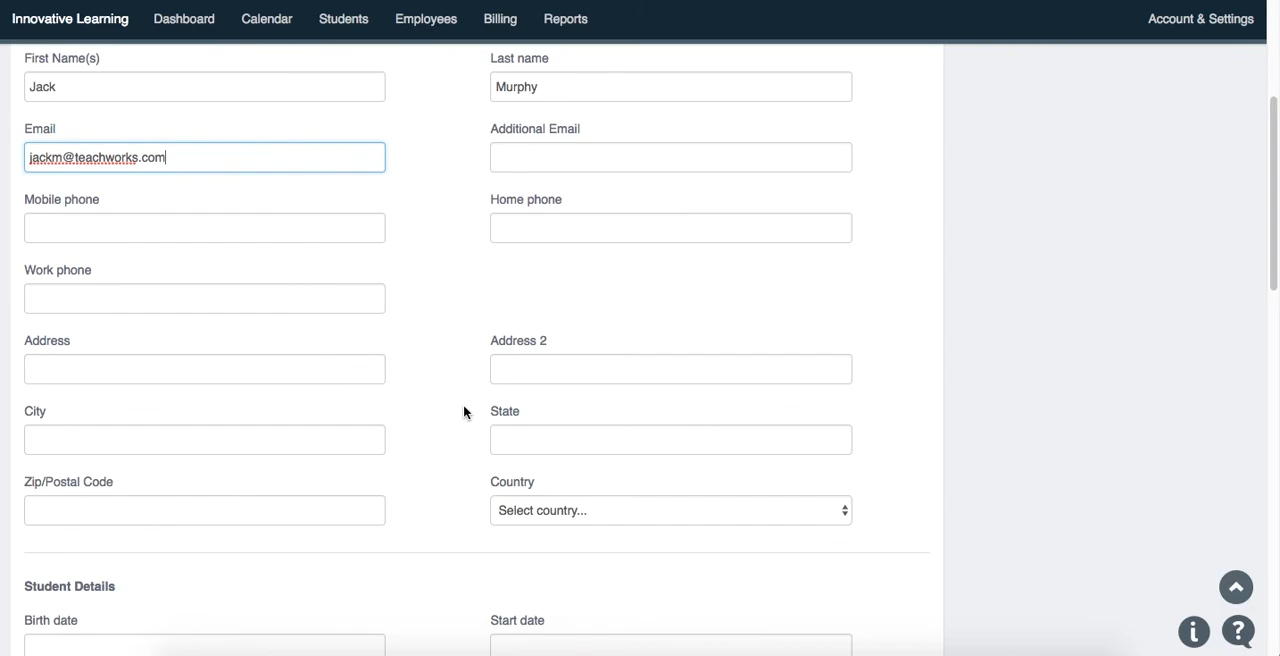 Innovative Learning Dashboard Calendar Students Employees Billing Reports Account & Settings
First Name(s) Last name
Jack Murphy
Email Additional Email
jackm@teachworks.com
Mobile phone Home phone
Work phone
Address Address 2
City State
Zip/Postal Code Country
Select country...
Student Details
Birth date Start date